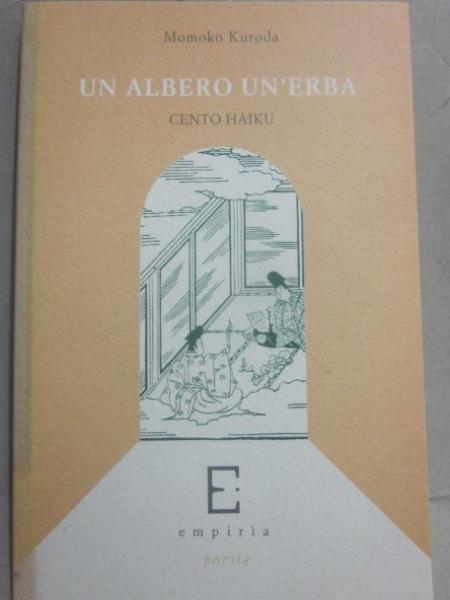 Momoko Kuroda
UN ALBERO UN'ERBA
CENTO HAIKU
E
empirìa
poesia